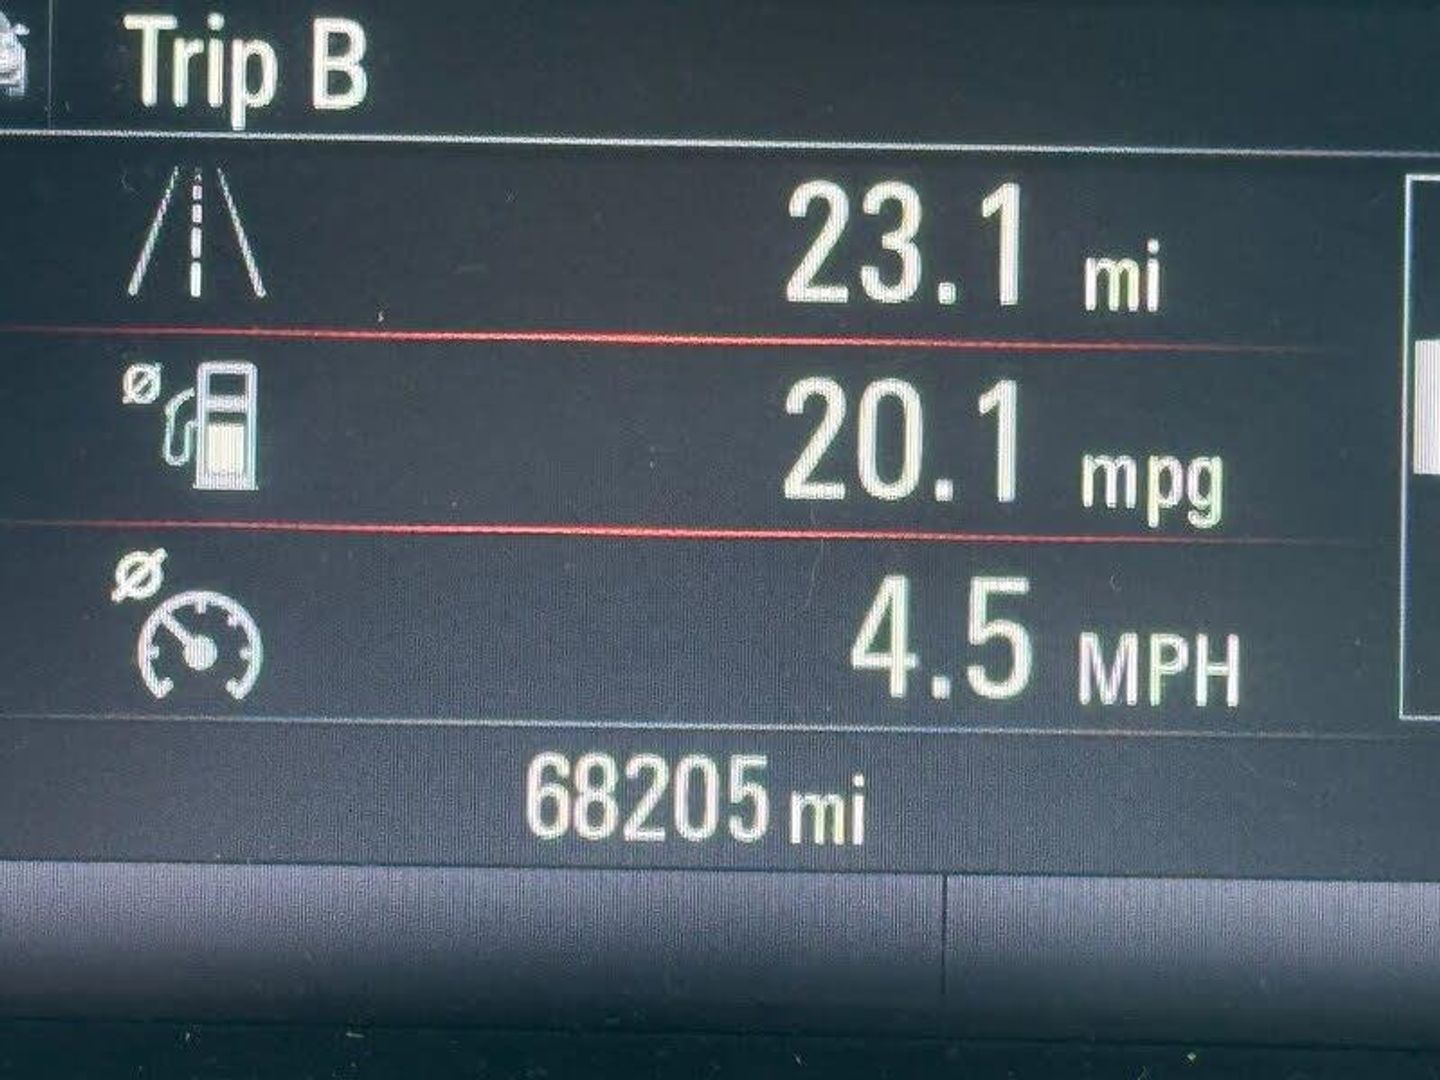 Trip B
23.1 mi
20.1 mpg
4.5 MPH
68205 mi